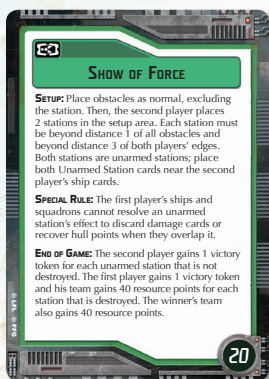 SHOW OF FORCE
SETUP: Place obstacles as normal, excluding
the station. Then, the second player places
2 stations in the setup area. Each station must
be beyond distance 1 of all obstacles and
beyond distance 3 of both players' edges.
Both stations are unarmed stations; place
both Unarmed Station cards near the second
player's ship cards.
SPECIAL RULE: The first player's ships and
squadrons cannot resolve an unarmed
station's effect to discard damage cards or
recover hull points when they overlap it.
END OF GAME: The second player gains 1 victory
token for each unarmed station that is not
destroyed. The first player gains 1 victory token
and his team gains 40 resource points for each
station that is destroyed. The winner's team
also gains 40 resource points.
© LFL © FFG
20